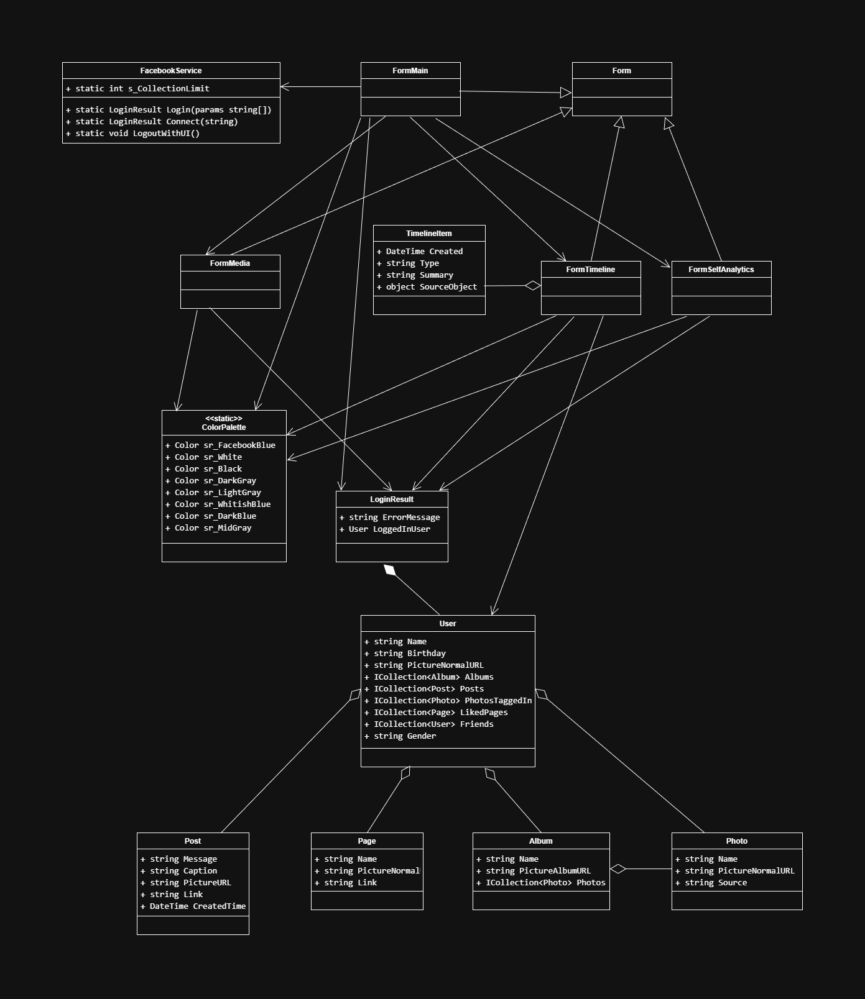 FacebookService
+ static int s_CollectionLimit
+ static LoginResult Login(params string[])
+ static LoginResult Connect(string)
+ static void LogoutWithUI()
FormMain
Form
TimelineItem
+ DateTime Created
+ string Type
+ string Summary
+ object SourceObject
FormMedia
FormTimeline
FormSelfAnalytics
<<static>>
ColorPalette
+ Color sr_FacebookBlue
+ Color sr_White
+ Color sr_Black
+ Color sr_DarkGray
+ Color sr_LightGray
+ Color sr_WhitishBlue
+ Color sr_DarkBlue
+ Color sr_MidGray
LoginResult
+ string ErrorMessage
+ User LoggedInUser
User
+ string Name
+ string Birthday
+ string PictureNormalURL
+ ICollection<Album> Albums
+ ICollection<Post> Posts
+ ICollection<Photo> PhotosTaggedIn
+ ICollection<Page> LikedPages
+ ICollection<User> Friends
+ string Gender
Post
+ string Message
+ string Caption
+ string PictureURL
+ string Link
+ DateTime CreatedTime
Page
+ string Name
+ string PictureNormal
+ string Link
Album
+ string Name
+ string PictureAlbumURL
+ ICollection<Photo> Photos
Photo
+ string Name
+ string PictureNormalURL
+ string Source